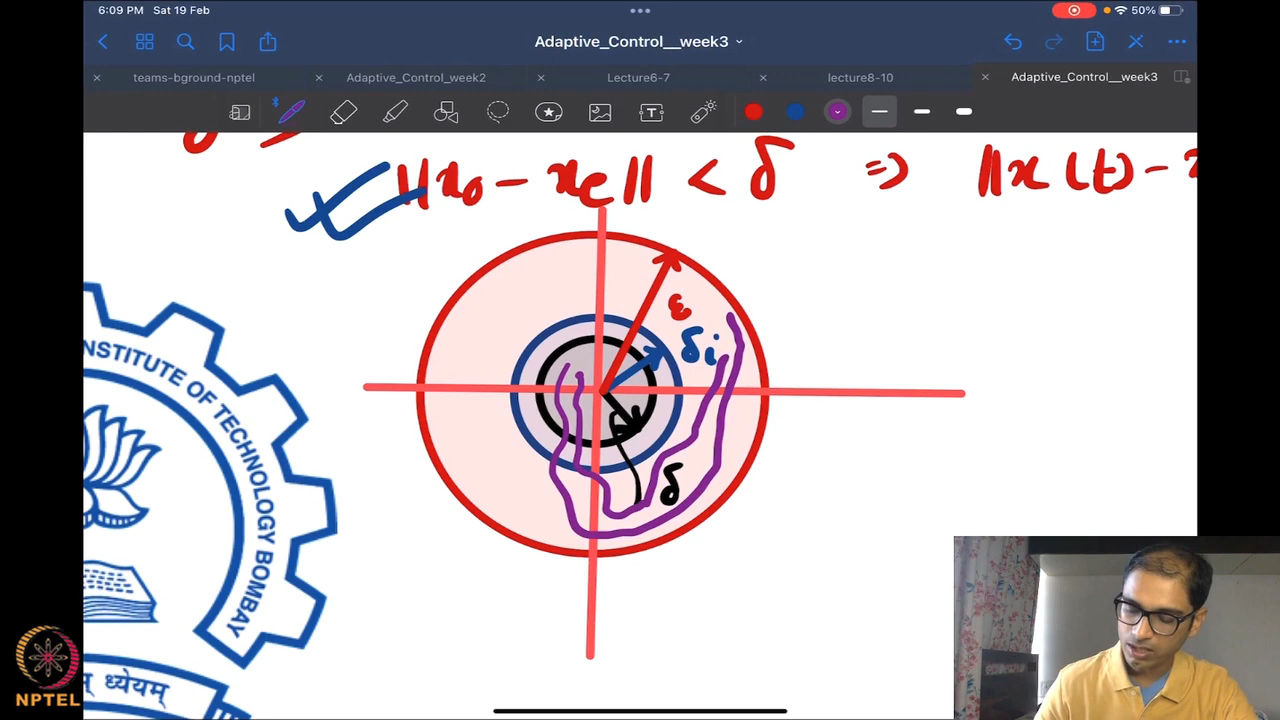 6:09 PM Sat 19 Feb
50%
Adaptive_Control__week3
teams-bground-nptel
Adaptive_Control_week2
Lecture6-7
lecture8-10
Adaptive_Control__week3
||x₀ - xₑ|| < δ ⇒ ||x(t) -
ε
δᵢ
δ
INSTITUTE OF TECHNOLOGY BOMBAY
ध्येयम्
NPTEL